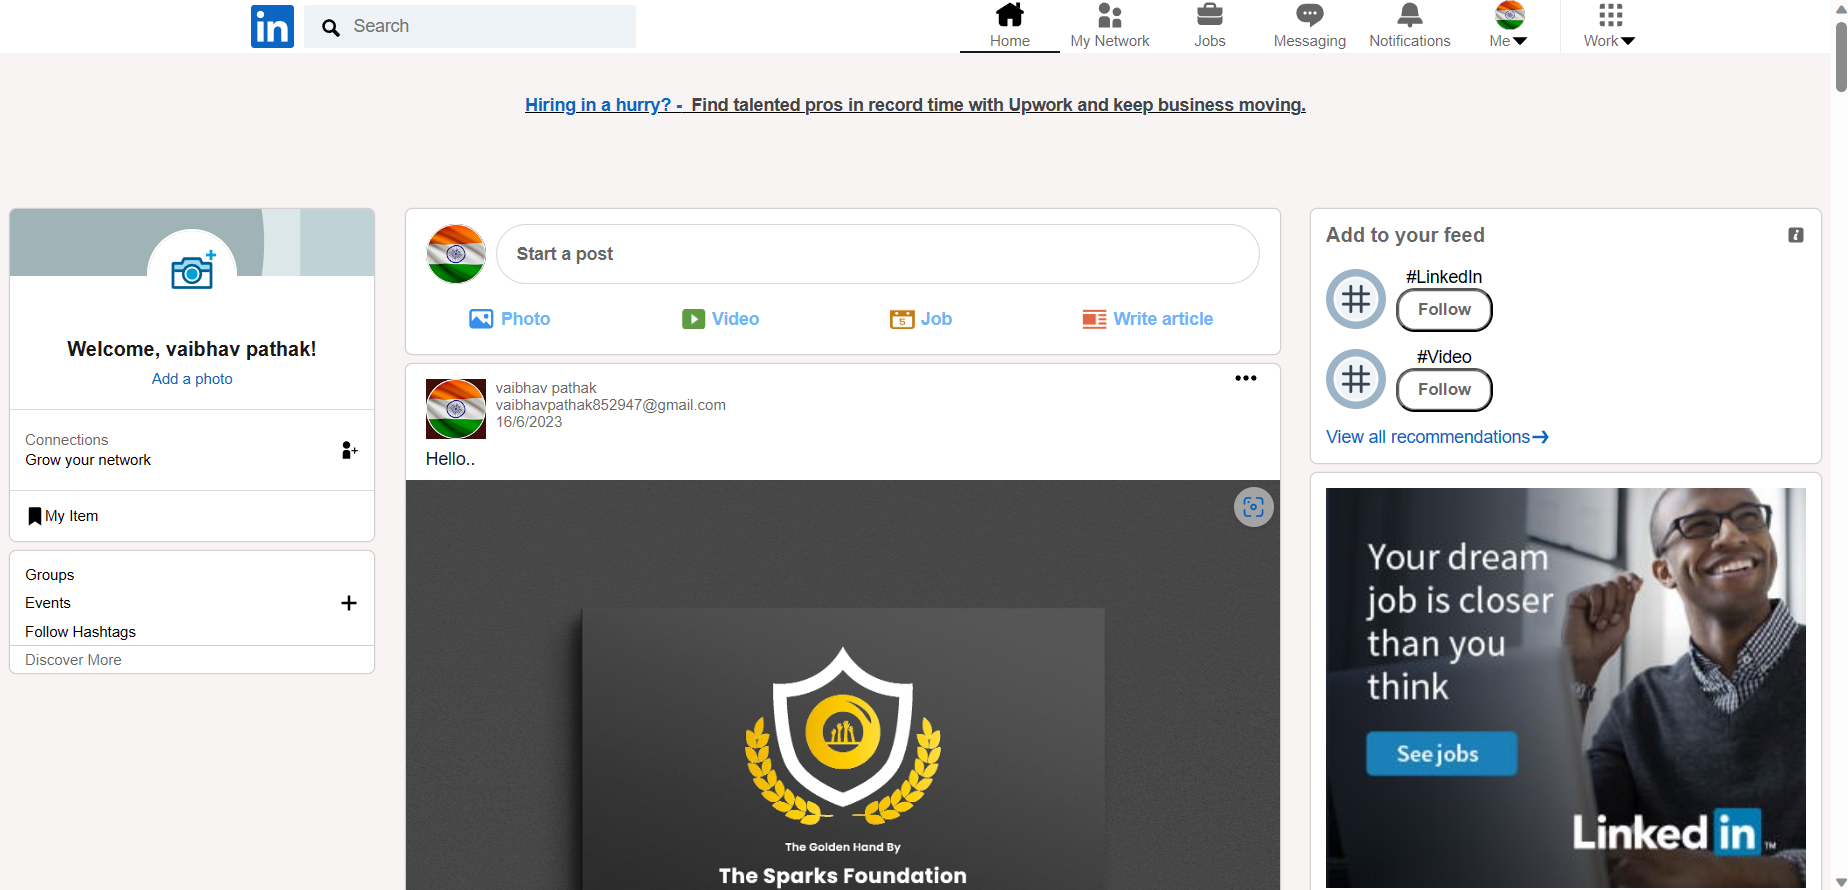 in
Search
Home
My Network
Jobs
Messaging
Notifications
Me
Work
Hiring in a hurry? - Find talented pros in record time with Upwork and keep business moving.
Welcome, vaibhav pathak!
Add a photo
Connections
Grow your network
My Item
Groups
Events
Follow Hashtags
Discover More
Start a post
Photo
Video
5
Job
Write article
vaibhav pathak
vaibhavpathak852947@gmail.com
16/6/2023
Hello..
The Golden Hand By
The Sparks Foundation
Add to your feed
#LinkedIn
Follow
#Video
Follow
View all recommendations
Your dream
job is closer
than you
think
See jobs
Linked in TM